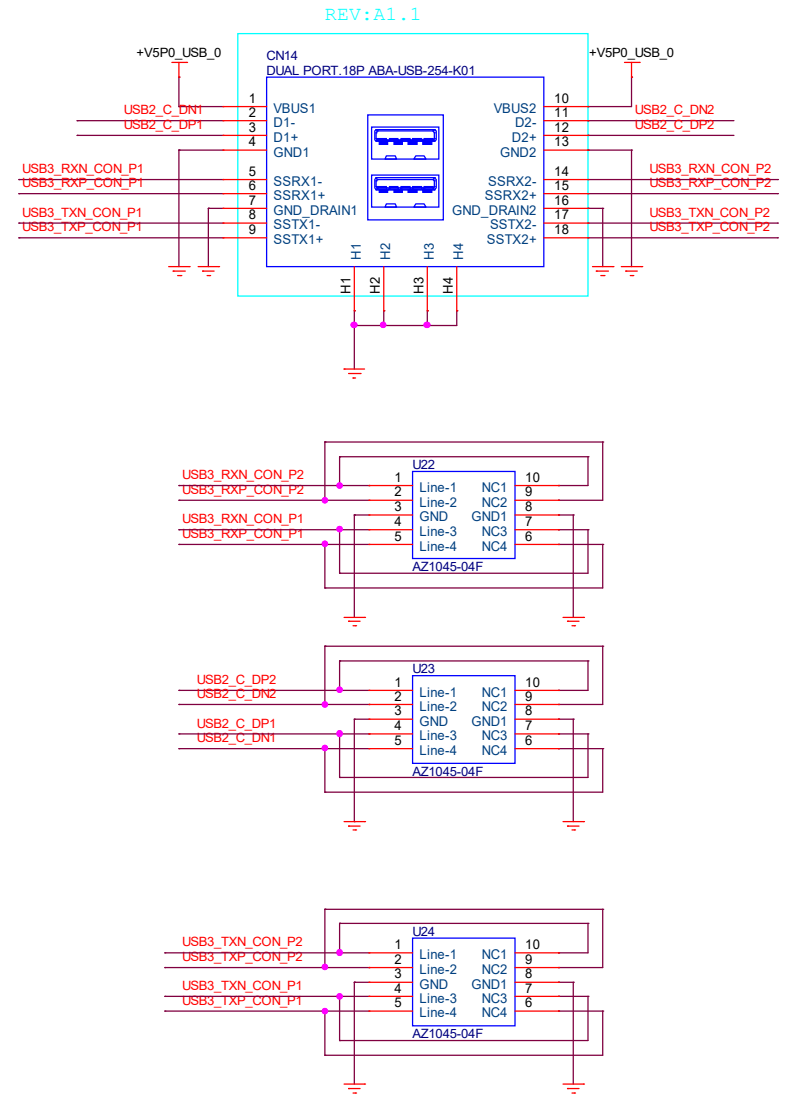 REV:A1.1
+V5P0_USB_0
+V5P0_USB_0
CN14
DUAL PORT.18P ABA-USB-254-K01
1 VBUS1 VBUS2 10
USB2_C_DN1 2 D1- D2- 11 USB2_C_DN2
USB2_C_DP1 3 D1+ D2+ 12 USB2_C_DP2
4 GND1 GND2 13
USB3_RXN_CON_P1 5 SSRX1- SSRX2- 14 USB3_RXN_CON_P2
USB3_RXP_CON_P1 6 SSRX1+ SSRX2+ 15 USB3_RXP_CON_P2
7 GND_DRAIN1 GND_DRAIN2 16
USB3_TXN_CON_P1 8 SSTX1- SSTX2- 17 USB3_TXN_CON_P2
USB3_TXP_CON_P1 9 SSTX1+ SSTX2+ 18 USB3_TXP_CON_P2
H1 H2 H3 H4
H1 H2 H3 H4
U22
USB3_RXN_CON_P2 1 Line-1 NC1 10
USB3_RXP_CON_P2 2 Line-2 NC2 9
3 GND GND1 8
USB3_RXN_CON_P1 4 Line-3 NC3 7
USB3_RXP_CON_P1 5 Line-4 NC4 6
AZ1045-04F
U23
USB2_C_DP2 1 Line-1 NC1 10
USB2_C_DN2 2 Line-2 NC2 9
3 GND GND1 8
USB2_C_DP1 4 Line-3 NC3 7
USB2_C_DN1 5 Line-4 NC4 6
AZ1045-04F
U24
USB3_TXN_CON_P2 1 Line-1 NC1 10
USB3_TXP_CON_P2 2 Line-2 NC2 9
3 GND GND1 8
USB3_TXN_CON_P1 4 Line-3 NC3 7
USB3_TXP_CON_P1 5 Line-4 NC4 6
AZ1045-04F